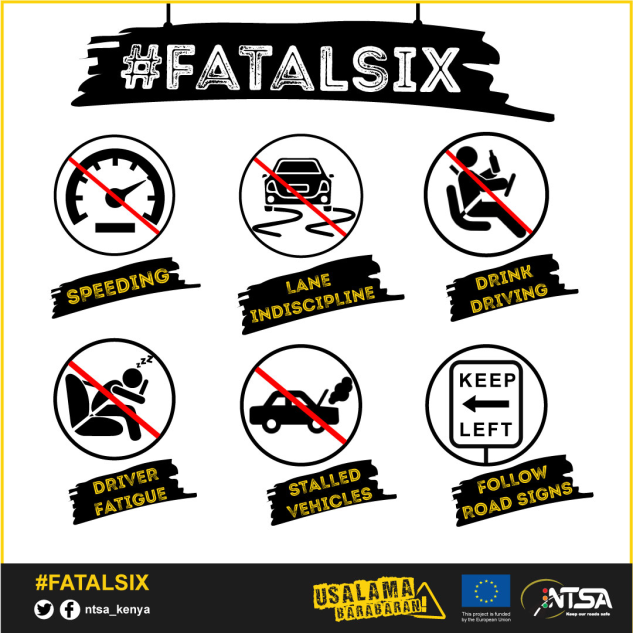 #FATALSIX
SPEEDING
LANE
INDISCIPLINE
DRINK
DRIVING
zzz
DRIVER
FATIGUE
STALLED
VEHICLES
KEEP
LEFT
FOLLOW
ROAD SIGNS
#FATALSIX
ntsa_kenya
USALAMA
BARABARANI!
This project is funded
by the European Union
NTSA
Keep our roads safe